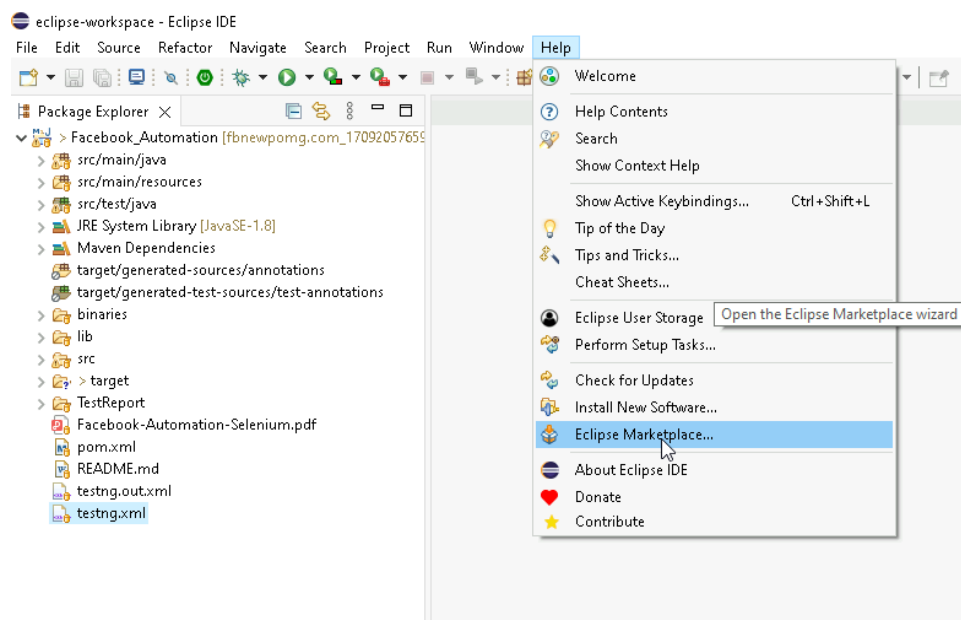 eclipse-workspace - Eclipse IDE
File Edit Source Refactor Navigate Search Project Run Window Help
Package Explorer
> Facebook_Automation [fbnewpomg.com_17092057659
src/main/java
src/main/resources
src/test/java
JRE System Library [JavaSE-1.8]
Maven Dependencies
target/generated-sources/annotations
target/generated-test-sources/test-annotations
binaries
lib
src
> target
TestReport
Facebook-Automation-Selenium.pdf
pom.xml
README.md
testng.out.xml
testng.xml
Welcome
Help Contents
Search
Show Context Help
Show Active Keybindings... Ctrl+Shift+L
Tip of the Day
Tips and Tricks...
Cheat Sheets...
Eclipse User Storage
Open the Eclipse Marketplace wizard
Perform Setup Tasks...
Check for Updates
Install New Software...
Eclipse Marketplace...
About Eclipse IDE
Donate
Contribute